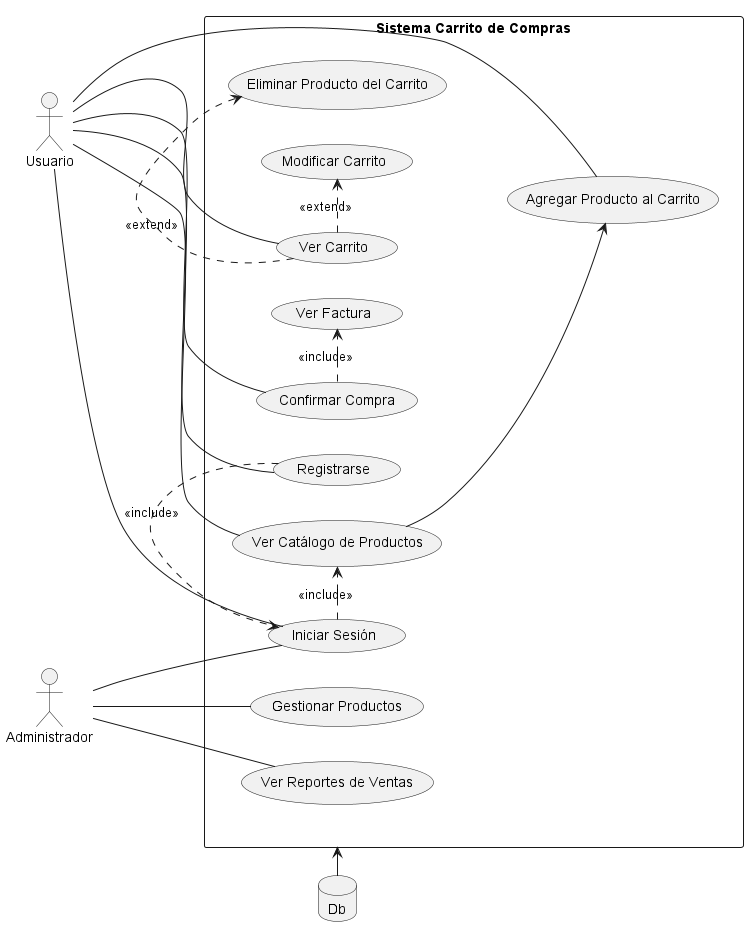 Sistema Carrito de Compras
Eliminar Producto del Carrito
Usuario
Modificar Carrito
Agregar Producto al Carrito
«extend»
«extend»
Ver Carrito
Ver Factura
«include»
Confirmar Compra
Registrarse
«include»
Ver Catálogo de Productos
«include»
Iniciar Sesión
Administrador
Gestionar Productos
Ver Reportes de Ventas
Db